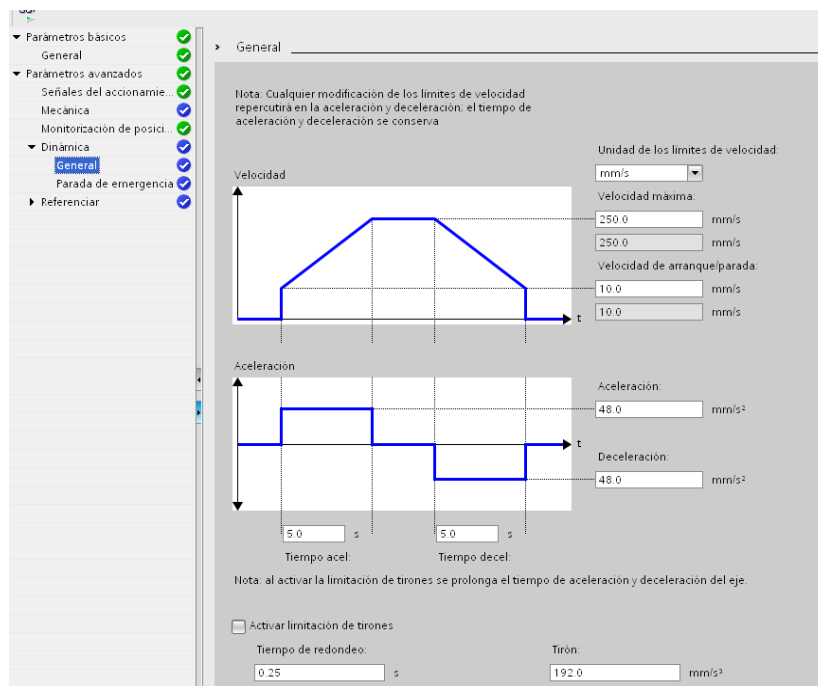 Parámetros básicos
General
Parámetros avanzados
Señales del accionamie...
Mecánica
Monitorización de posici...
Dinámica
General
Parada de emergencia
Referenciar
General
Nota: Cualquier modificación de los límites de velocidad
repercutirá en la aceleración y deceleración; el tiempo de
aceleración y deceleración se conserva
Unidad de los límites de velocidad:
mm/s
Velocidad
Velocidad máxima:
250.0 mm/s
250.0 mm/s
Velocidad de arranque/parada:
10.0 mm/s
10.0 mm/s
t
Aceleración
Aceleración:
48.0 mm/s²
t
Deceleración:
48.0 mm/s²
5.0 s 5.0 s
Tiempo acel: Tiempo decel:
Nota: al activar la limitación de tirones se prolonga el tiempo de aceleración y deceleración del eje.
Activar limitación de tirones
Tiempo de redondeo: Tirón:
0.25 s 192.0 mm/s³